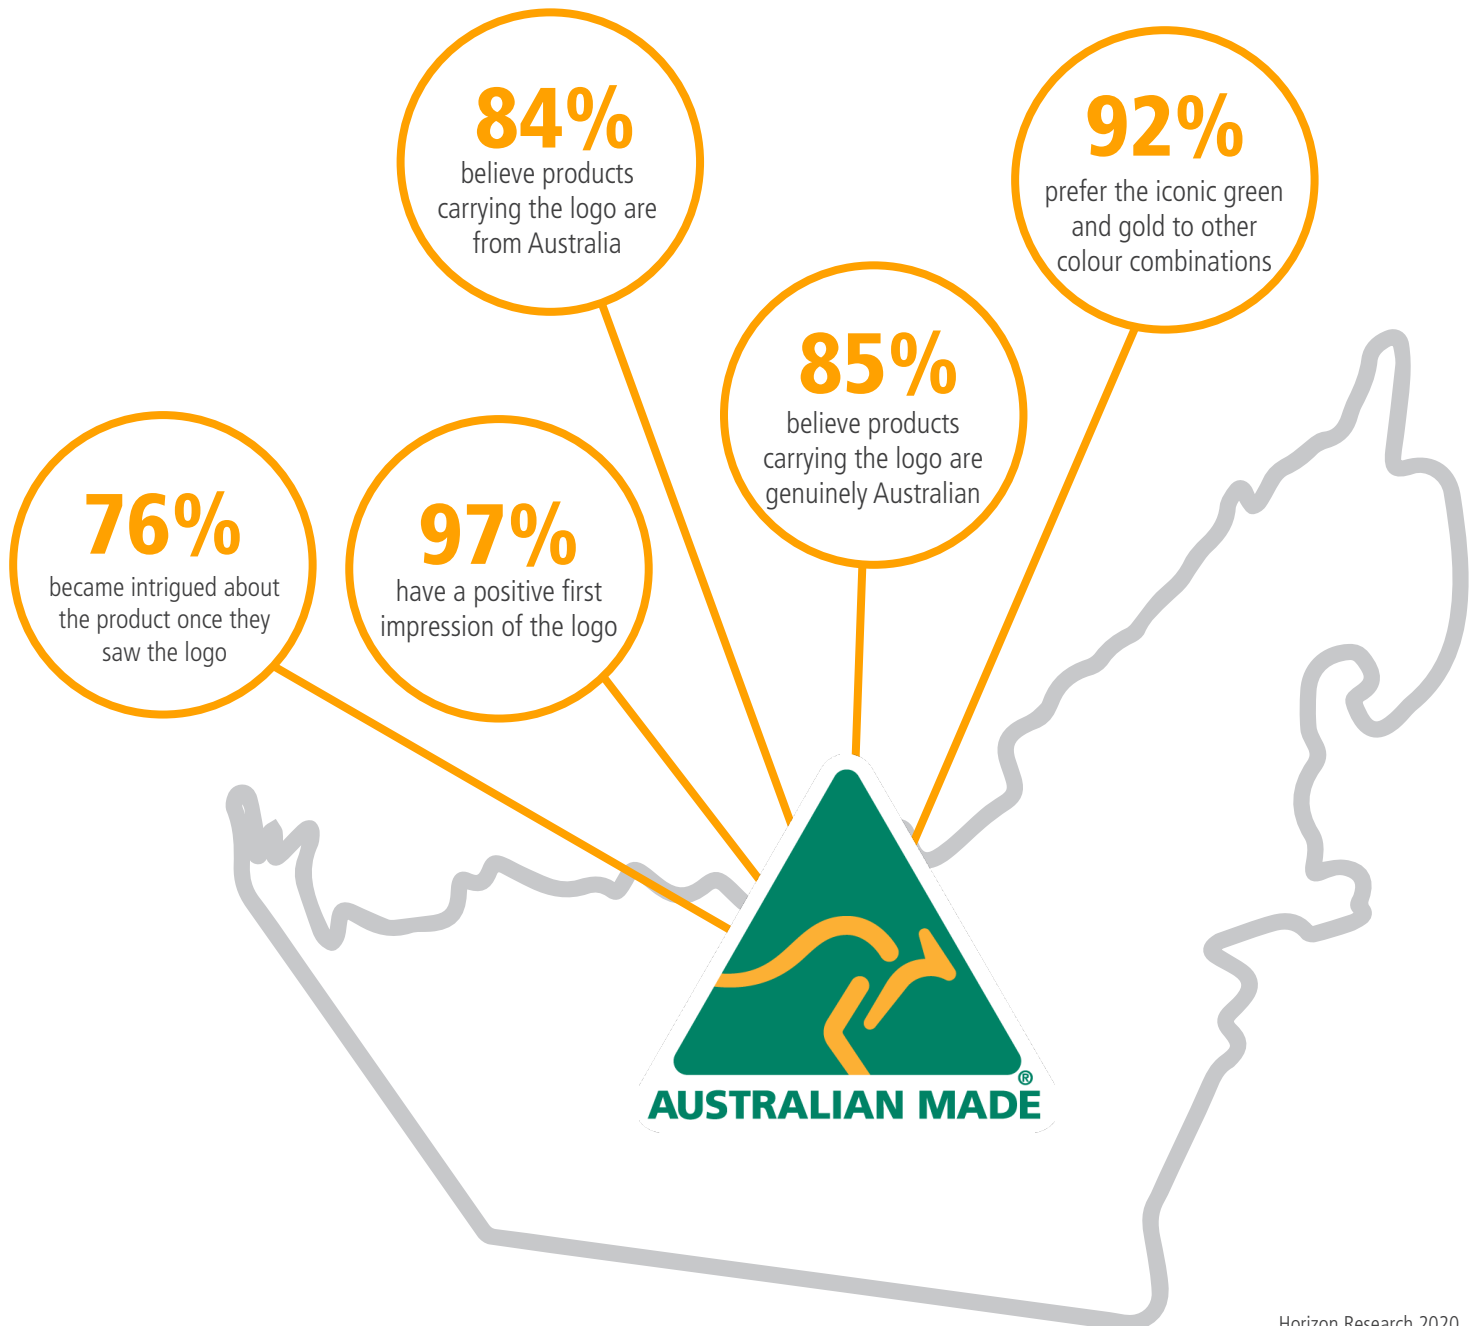 84%
believe products
carrying the logo are
from Australia
92%
prefer the iconic green
and gold to other
colour combinations
85%
believe products
carrying the logo are
genuinely Australian
76%
became intrigued about
the product once they
saw the logo
97%
have a positive first
impression of the logo
®
AUSTRALIAN MADE
Horizon Research 2020